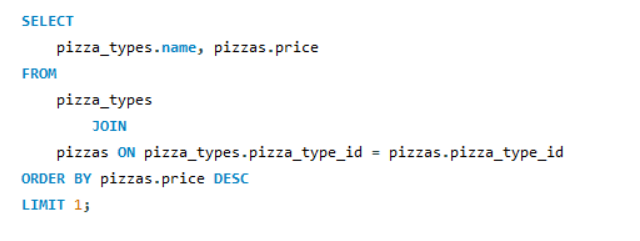 SELECT
    pizza_types.name, pizzas.price
FROM
    pizza_types
        JOIN
    pizzas ON pizza_types.pizza_type_id = pizzas.pizza_type_id
ORDER BY pizzas.price DESC
LIMIT 1;